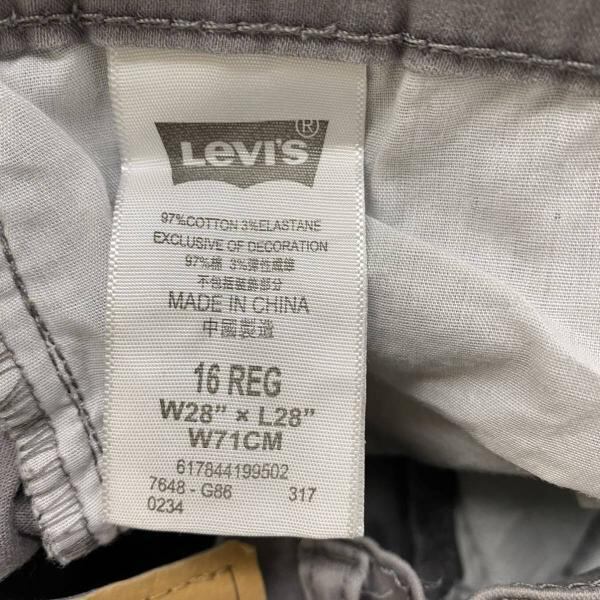 Levi's®
97%COTTON 3%ELASTANE
EXCLUSIVE OF DECORATION
97%棉 3%彈性纖維
不包括裝飾部分
MADE IN CHINA
中國製造
16 REG
W28" × L28"
W71CM
617844199502
7648 - G86 317
0234